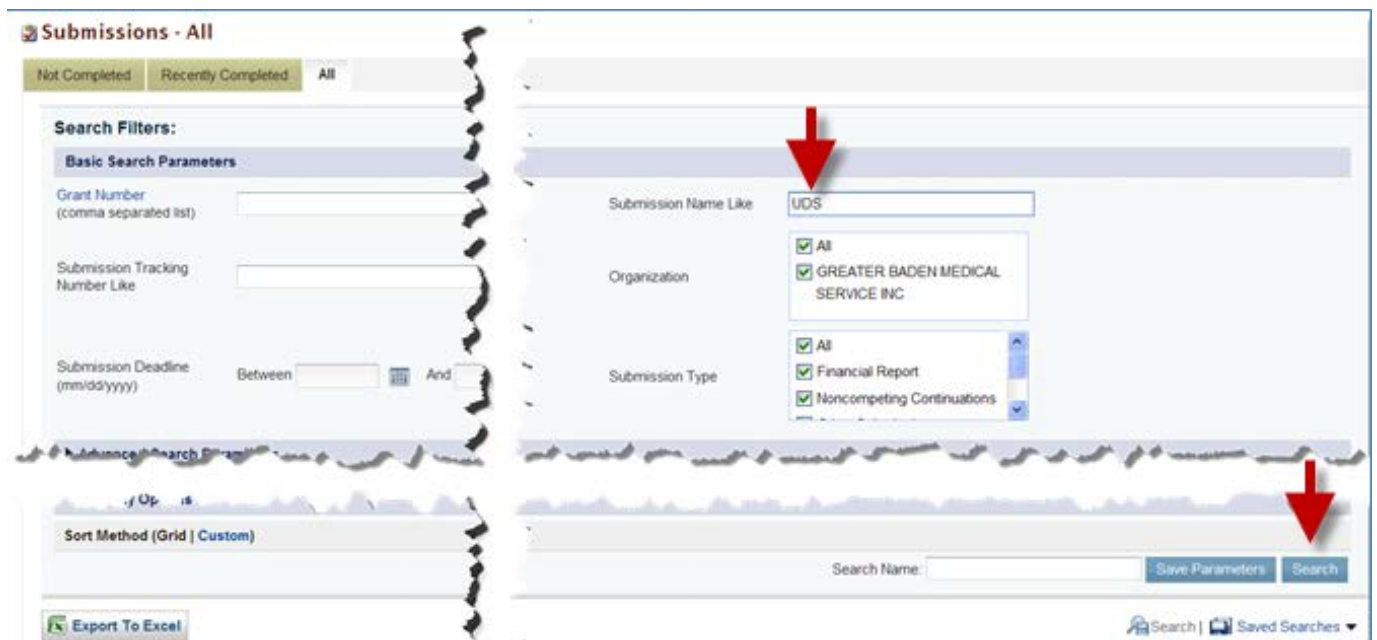 Submissions - All
Not Completed Recently Completed All
Search Filters:
Basic Search Parameters
Grant Number
(comma separated list)
Submission Name Like UDS
Submission Tracking
Number Like
Organization
All
GREATER BADEN MEDICAL
SERVICE INC
Submission Deadline
(mm/dd/yyyy)
Between And
Submission Type
All
Financial Report
Noncompeting Continuations
Sort Method (Grid | Custom)
Search Name: Save Parameters Search
Export To Excel Search | Saved Searches